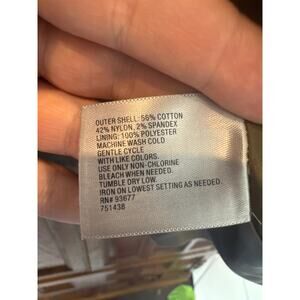 OUTER SHELL: 56% COTTON
42% NYLON, 2% SPANDEX
LINING: 100% POLYESTER
MACHINE WASH COLD
GENTLE CYCLE
WITH LIKE COLORS.
USE ONLY NON-CHLORINE
BLEACH WHEN NEEDED.
TUMBLE DRY LOW.
IRON ON LOWEST SETTING AS NEEDED.
RN# 93677
751438